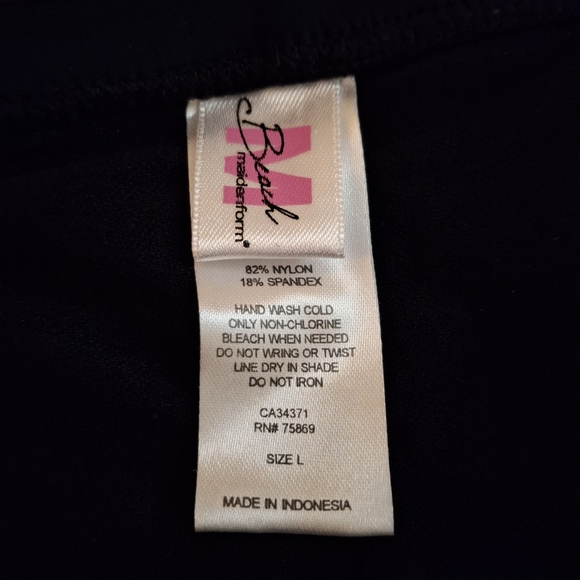 M
Beach
maidenform®
82% NYLON
18% SPANDEX
HAND WASH COLD
ONLY NON-CHLORINE
BLEACH WHEN NEEDED
DO NOT WRING OR TWIST
LINE DRY IN SHADE
DO NOT IRON
CA34371
RN# 75869
SIZE L
MADE IN INDONESIA